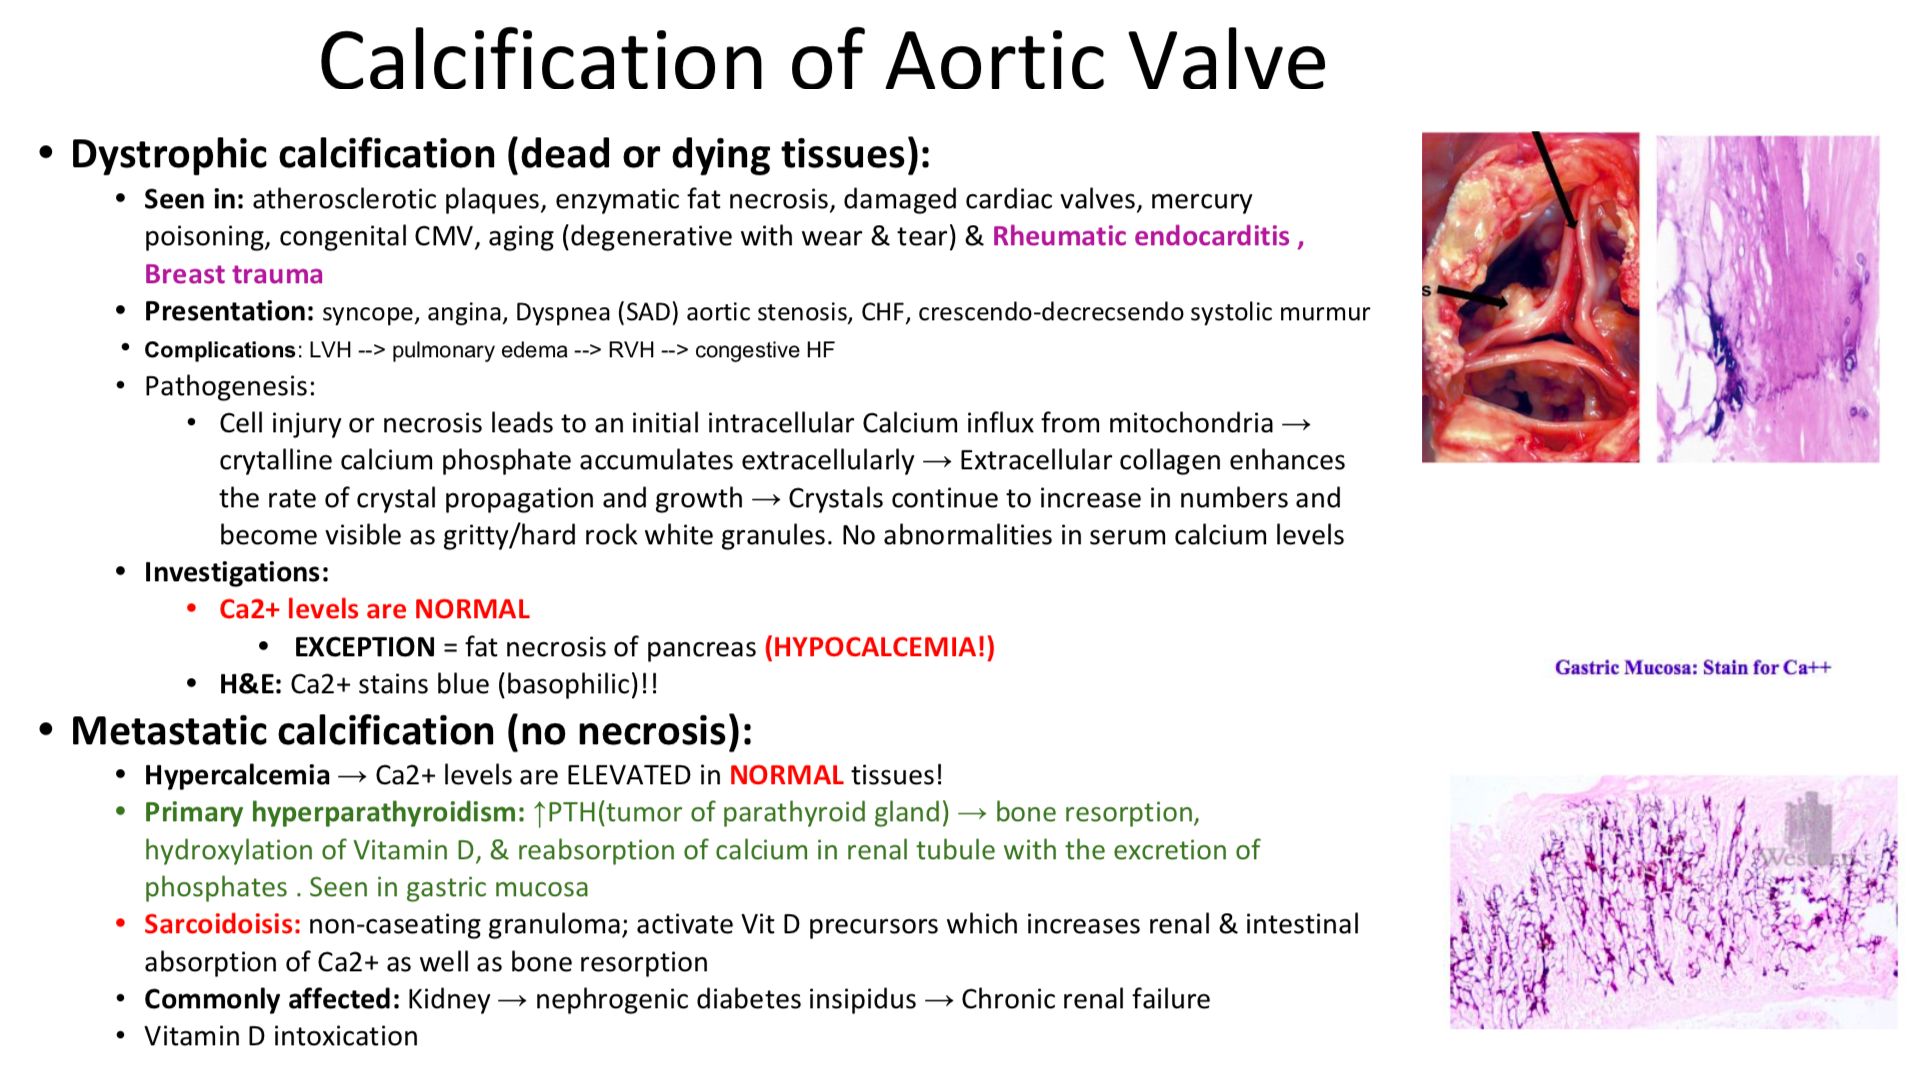 Calcification of Aortic Valve
• Dystrophic calcification (dead or dying tissues):
• Seen in: atherosclerotic plaques, enzymatic fat necrosis, damaged cardiac valves, mercury
poisoning, congenital CMV, aging (degenerative with wear & tear) & Rheumatic endocarditis ,
Breast trauma
• Presentation: syncope, angina, Dyspnea (SAD) aortic stenosis, CHF, crescendo-decrecsendo systolic murmur
• Complications: LVH --> pulmonary edema --> RVH --> congestive HF
• Pathogenesis:
• Cell injury or necrosis leads to an initial intracellular Calcium influx from mitochondria →
crytalline calcium phosphate accumulates extracellularly → Extracellular collagen enhances
the rate of crystal propagation and growth → Crystals continue to increase in numbers and
become visible as gritty/hard rock white granules. No abnormalities in serum calcium levels
• Investigations:
• Ca2+ levels are NORMAL
• EXCEPTION = fat necrosis of pancreas (HYPOCALCEMIA!)
• H&E: Ca2+ stains blue (basophilic)!!
• Metastatic calcification (no necrosis):
• Hypercalcemia → Ca2+ levels are ELEVATED in NORMAL tissues!
• Primary hyperparathyroidism: ↑PTH(tumor of parathyroid gland) → bone resorption,
hydroxylation of Vitamin D, & reabsorption of calcium in renal tubule with the excretion of
phosphates . Seen in gastric mucosa
• Sarcoidoisis: non-caseating granuloma; activate Vit D precursors which increases renal & intestinal
absorption of Ca2+ as well as bone resorption
• Commonly affected: Kidney → nephrogenic diabetes insipidus → Chronic renal failure
• Vitamin D intoxication
s
Gastric Mucosa: Stain for Ca++